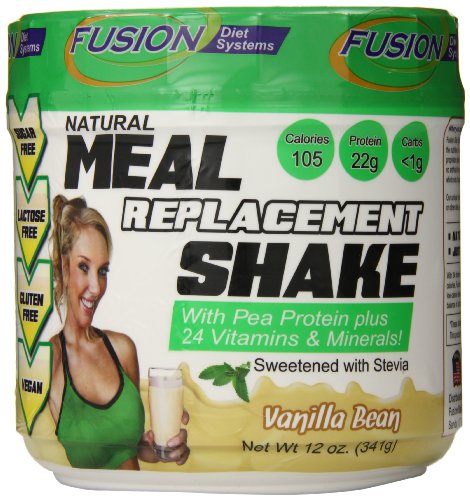 FUSION Diet Systems
FUSION Diet Systems
NATURAL
MEAL
REPLACEMENT
SHAKE
Calories 105
Protein 22g
Carbs <1g
SUGAR FREE
LACTOSE FREE
GLUTEN FREE
VEGAN
With Pea Protein plus
24 Vitamins & Minerals!
Sweetened with Stevia
Vanilla Bean
Net Wt 12 oz. (341g)